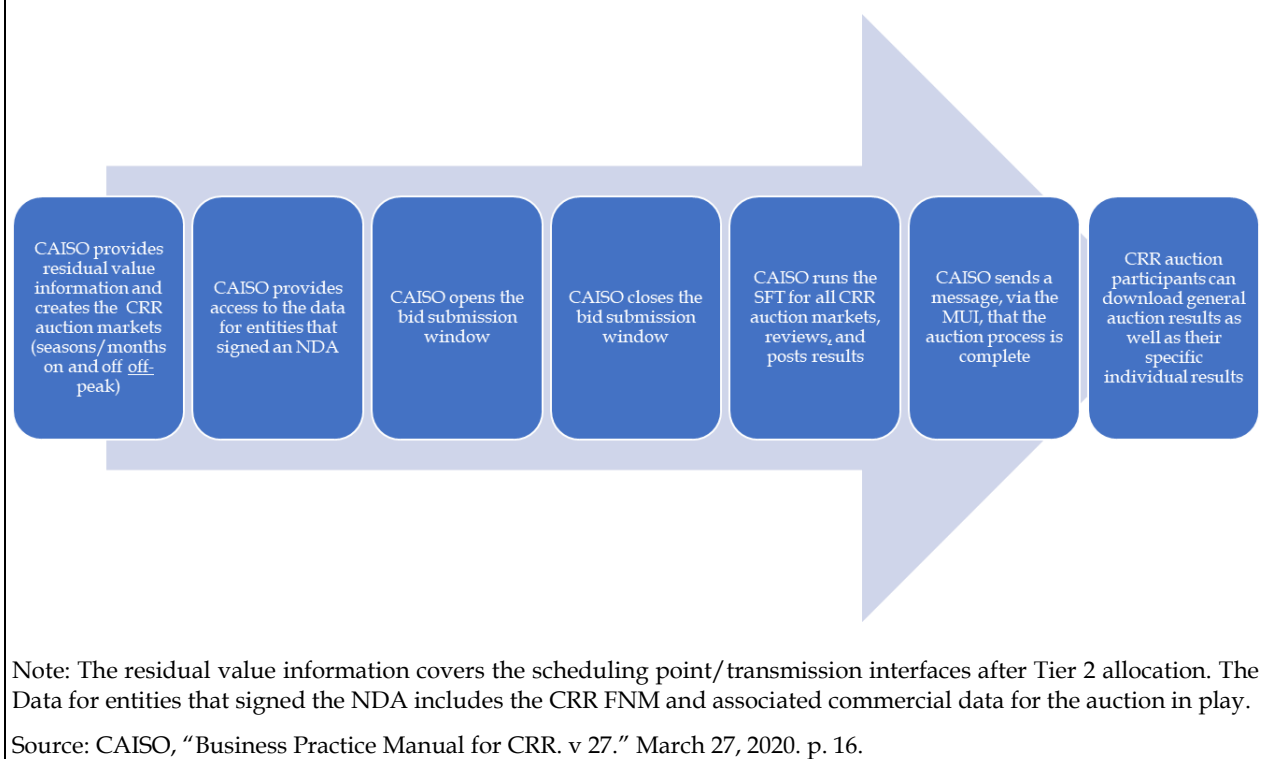 CAISO provides
residual value
information and
creates the CRR
auction markets
(seasons/months
on and off off-
peak)
CAISO provides
access to the data
for entities that
signed an NDA
CAISO opens the
bid submission
window
CAISO closes the
bid submission
window
CAISO runs the
SFT for all CRR
auction markets,
reviews, and
posts results
CAISO sends a
message, via the
MUI, that the
auction process is
complete
CRR auction
participants can
download general
auction results as
well as their
specific
individual results
Note: The residual value information covers the scheduling point/transmission interfaces after Tier 2 allocation. The
Data for entities that signed the NDA includes the CRR FNM and associated commercial data for the auction in play.
Source: CAISO, “Business Practice Manual for CRR. v 27.” March 27, 2020. p. 16.